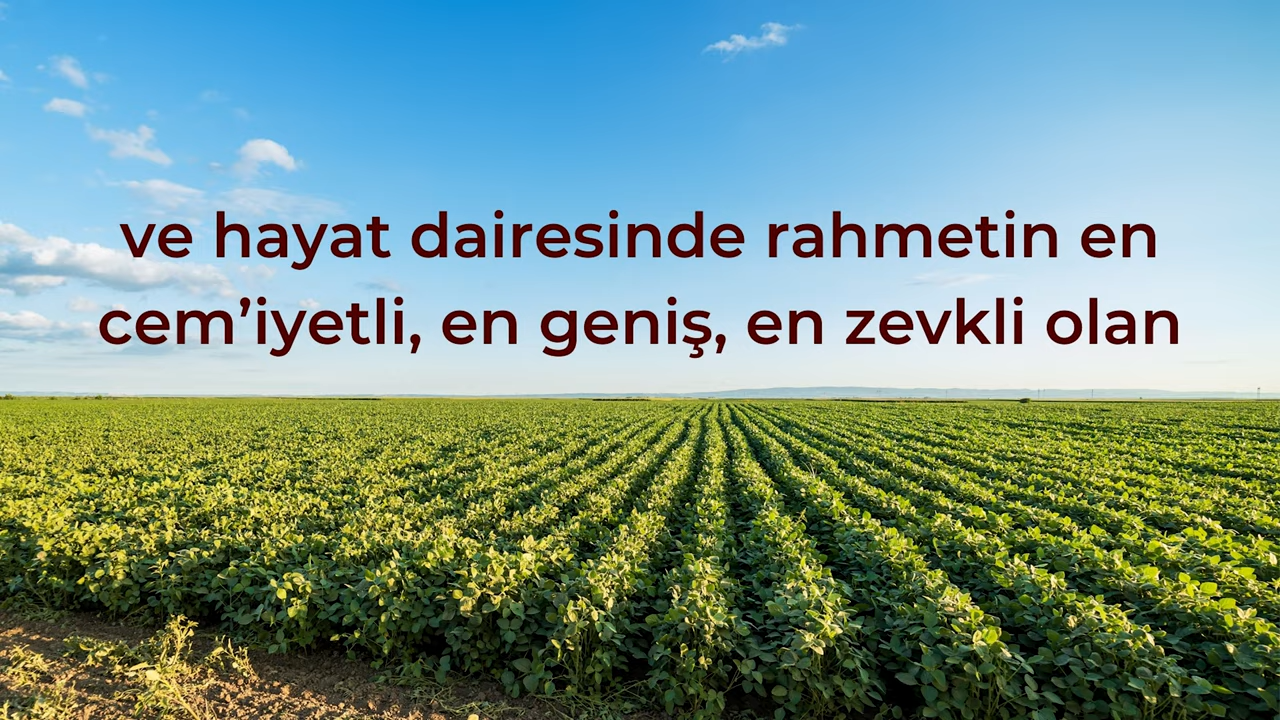 ve hayat dairesinde rahmetin en
cem’iyetli, en geniş, en zevkli olan